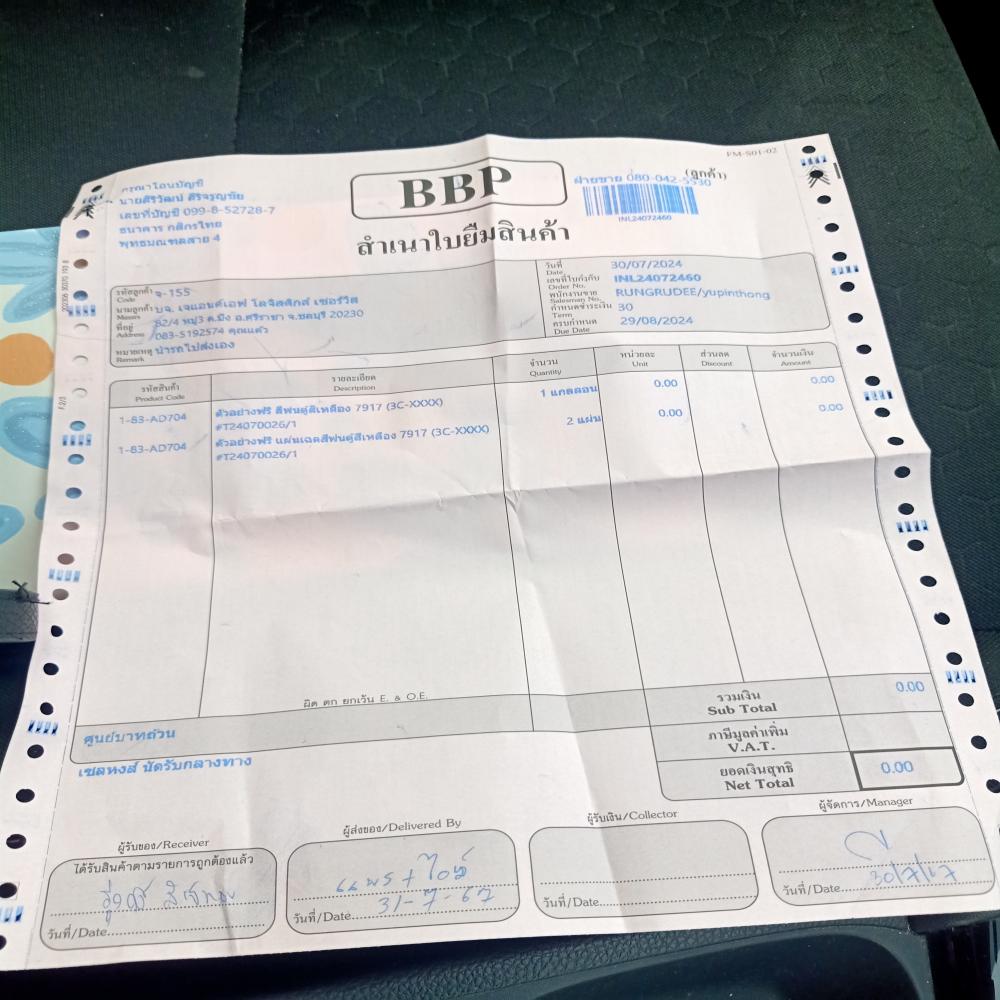 FM-S01-02
กรุณาโอนบัญชี
นายศิริวัฒน์ ศิริจรูญชัย
เลขที่บัญชี 099-8-52728-7
ธนาคาร กสิกรไทย
พุทธมณฑลสาย 4
BBP
ฝ่ายขาย 080-042-5530
(ลูกค้า)
INL24072460
สำเนาใบยืมสินค้า
รหัสลูกค้า จ-155
Code
นามลูกค้า บจ. เจแอนด์เอฟ โลจิสติกส์ เซอร์วิส
Messrs
ที่อยู่ 82/4 หมู่3 ต.บึง อ.ศรีราชา จ.ชลบุรี 20230
Address 083-5192574 คุณแต้ว
หมายเหตุ นำรถไปส่งเอง
Remark
วันที่ 30/07/2024
Date
เลขที่ใบกำกับ INL24072460
Order No.
พนักงานขาย RUNGRUDEE/yupinthong
Salesman No.
กำหนดชำระเงิน 30
Term
ครบกำหนด 29/08/2024
Due Date
รหัสสินค้า รายละเอียด จำนวน หน่วยละ ส่วนลด จำนวนเงิน
Product Code Description Quantity Unit Discount Amount
1-83-AD704 ตัวอย่างฟรี สีพ่นตู้สีเหลือง 7917 (3C-XXXX) 1 แกลลอน 0.00 0.00
#T24070026/1
1-83-AD704 ตัวอย่างฟรี แผ่นเฉดสีพ่นตู้สีเหลือง 7917 (3C-XXXX) 2 แผ่น 0.00 0.00
#T24070026/1
ผิด ตก ยกเว้น E. & O.E.
รวมเงิน 0.00
Sub Total
ศูนย์บาทถ้วน
ภาษีมูลค่าเพิ่ม
V.A.T.
เซลหงส์ นัดรับกลางทาง
ยอดเงินสุทธิ 0.00
Net Total
ผู้รับของ/Receiver
ได้รับสินค้าตามรายการถูกต้องแล้ว
วันที่/Date
ผู้ส่งของ/Delivered By
31-7-67
วันที่/Date
ผู้รับเงิน/Collector
วันที่/Date
ผู้จัดการ/Manager
วันที่/Date 30/7/67